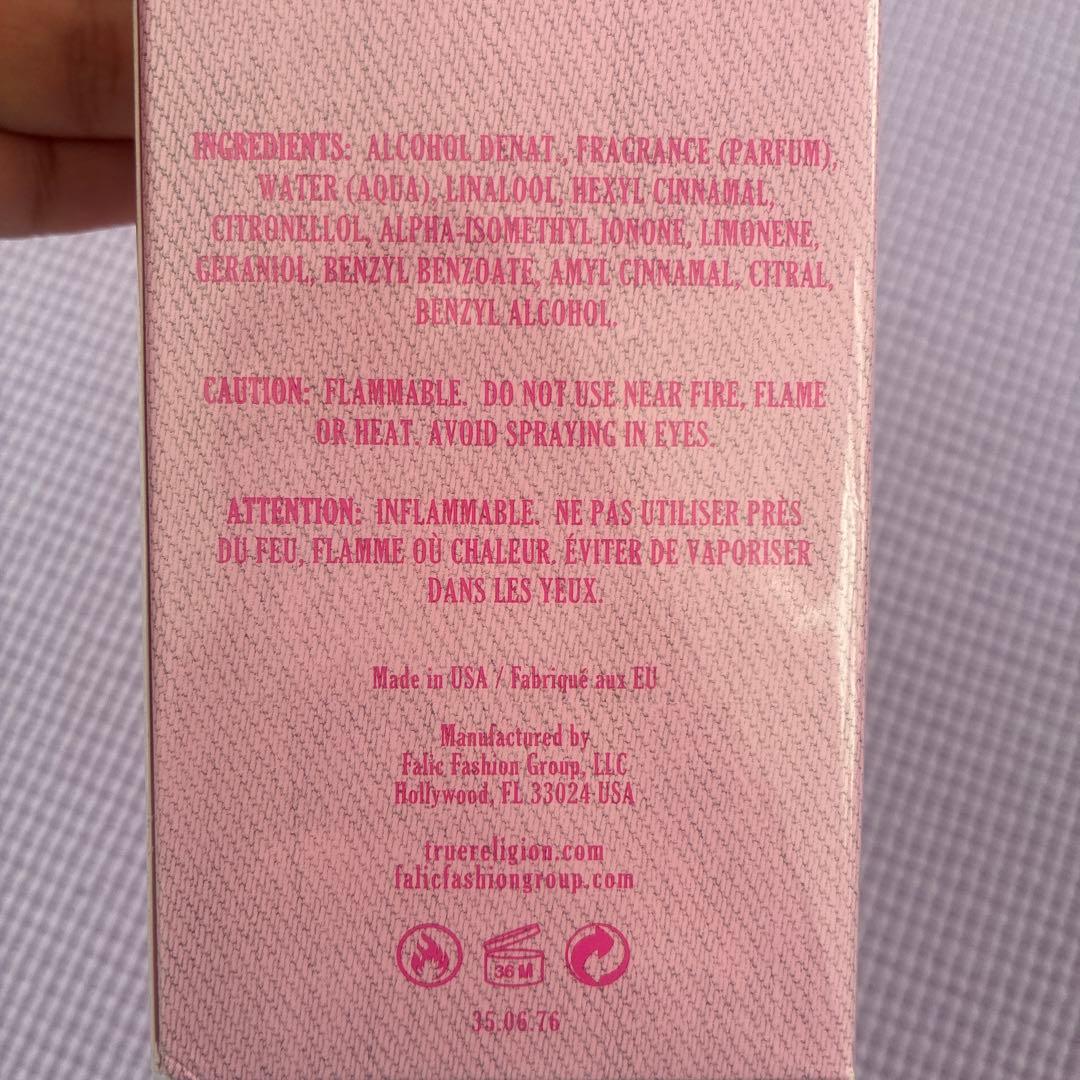 INGREDIENTS: ALCOHOL DENAT., FRAGRANCE (PARFUM),
WATER (AQUA), LINALOOL, HEXYL CINNAMAL,
CITRONELLOL, ALPHA-ISOMETHYL IONONE, LIMONENE,
GERANIOL, BENZYL BENZOATE, AMYL CINNAMAL, CITRAL,
BENZYL ALCOHOL.
CAUTION: FLAMMABLE. DO NOT USE NEAR FIRE, FLAME
OR HEAT. AVOID SPRAYING IN EYES.
ATTENTION: INFLAMMABLE. NE PAS UTILISER PRÈS
DU FEU, FLAMME OÙ CHALEUR. ÉVITER DE VAPORISER
DANS LES YEUX.
Made in USA / Fabriqué aux EU
Manufactured by
Falic Fashion Group, LLC
Hollywood, FL 33024 USA
truereligion.com
falicfashiongroup.com
36 M
35.06.76